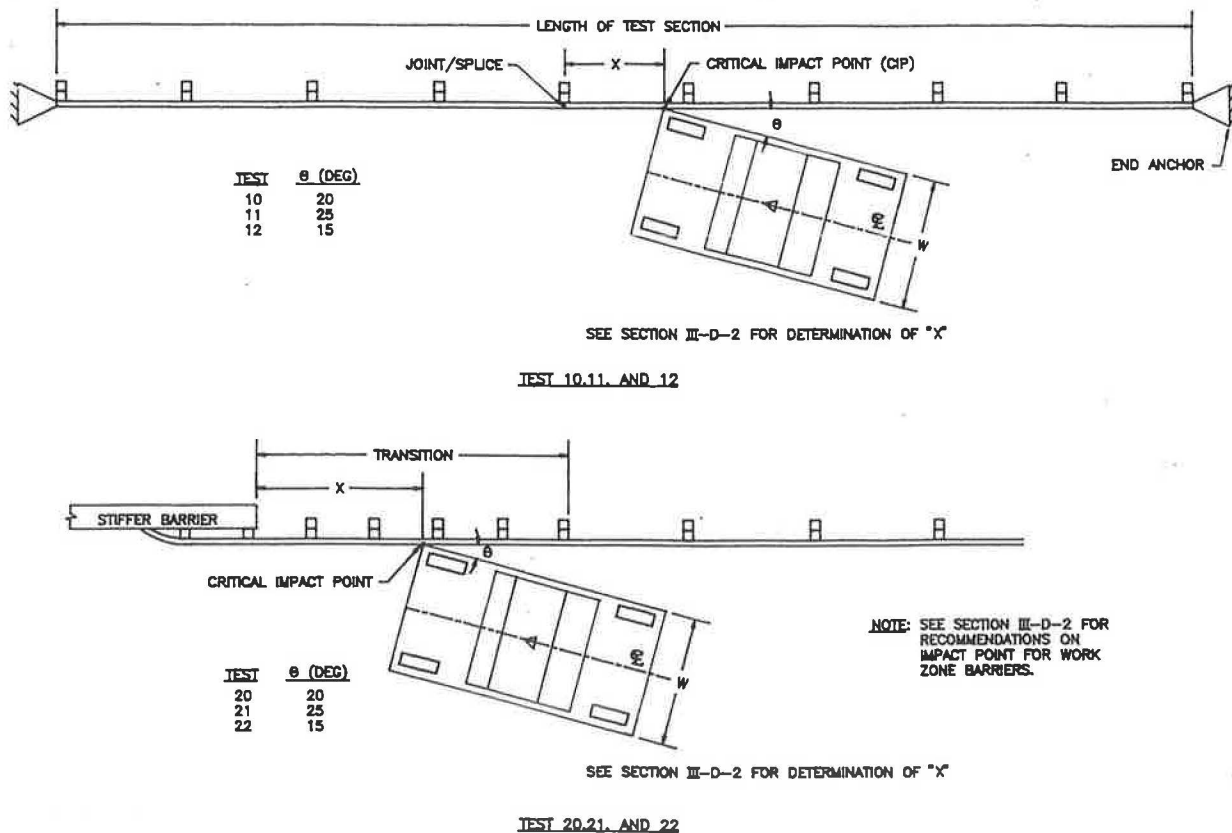 LENGTH OF TEST SECTION
JOINT/SPLICE
X
CRITICAL IMPACT POINT (CIP)
θ
END ANCHOR
TEST θ (DEG)
10 20
11 25
12 15
℄
W
SEE SECTION III-D-2 FOR DETERMINATION OF "X"
TEST 10,11, AND 12
TRANSITION
X
STIFFER BARRIER
θ
CRITICAL IMPACT POINT
NOTE: SEE SECTION III-D-2 FOR
RECOMMENDATIONS ON
IMPACT POINT FOR WORK
ZONE BARRIERS.
TEST θ (DEG)
20 20
21 25
22 15
℄
W
SEE SECTION III-D-2 FOR DETERMINATION OF "X"
TEST 20,21, AND 22